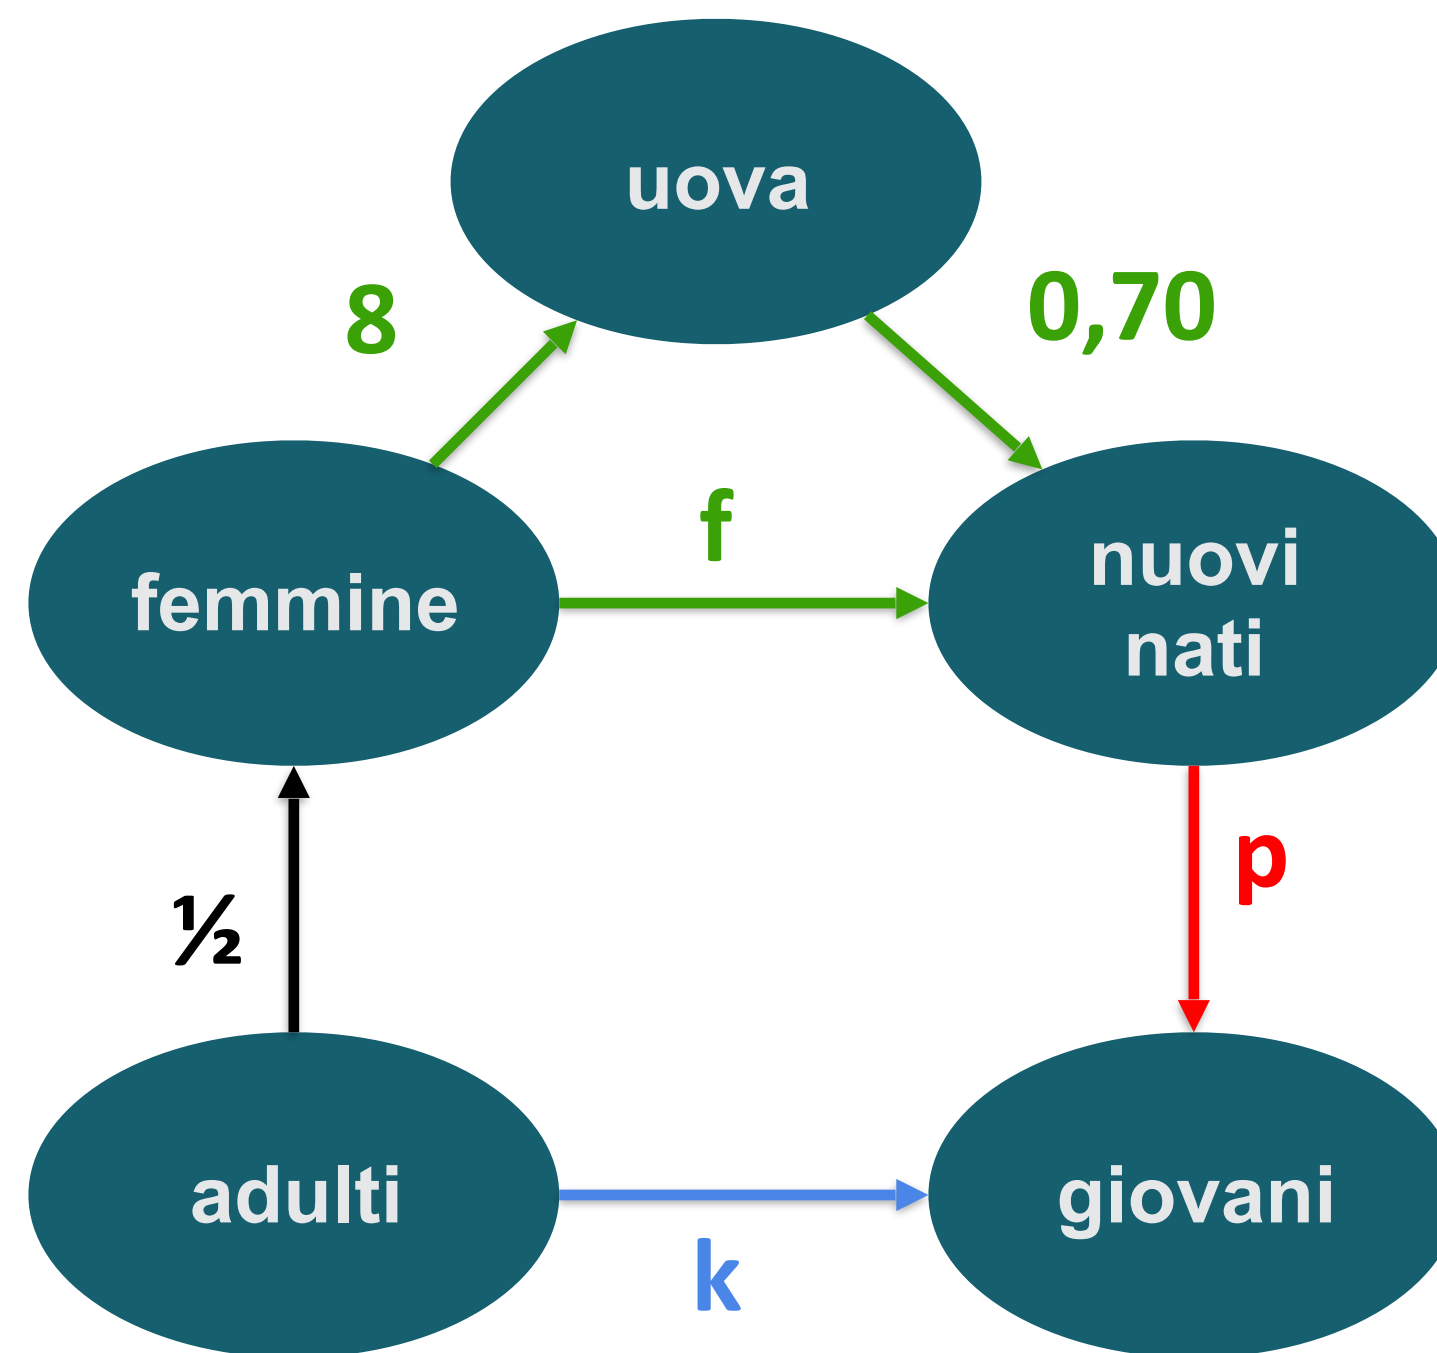 uova
8
0,70
f
femmine
nuovi
nati
p
½
adulti
giovani
k